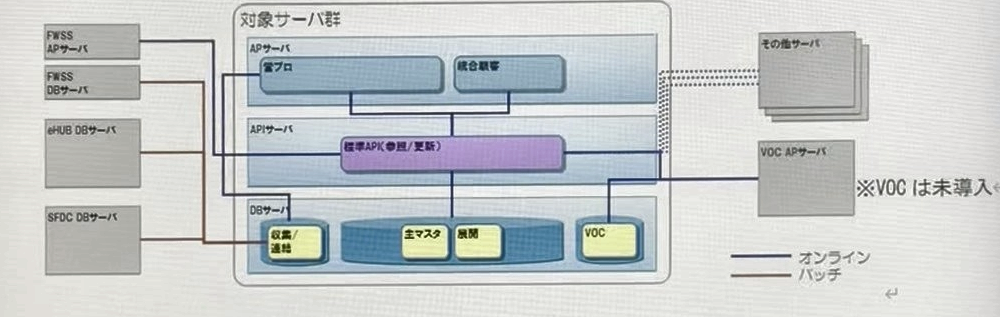 対象サーバ群
FWSS
APサーバ
FWSS
DBサーバ
eHUB DBサーバ
SFDC DBサーバ
APサーバ
営プロ
統合顧客
APIサーバ
標準API(参照/更新)
DBサーバ
収集/
連結
主マスタ
展開
VOC
その他サーバ
VOC APサーバ
※VOC は未導入
オンライン
バッチ